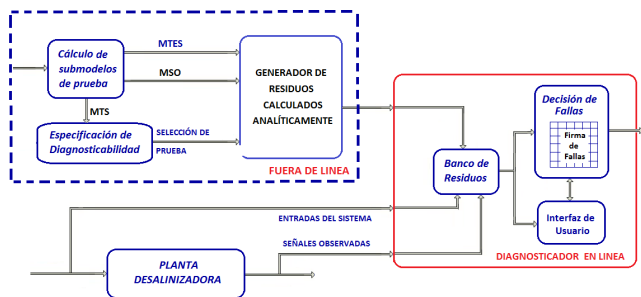 Cálculo de
submodelos
de prueba
MTES
MSO
MTS
Especificación de
Diagnosticabilidad
SELECCIÓN DE
PRUEBA
GENERADOR DE
RESIDUOS
CALCULADOS
ANALÍTICAMENTE
FUERA DE LINEA
Banco de
Residuos
Decisión de
Fallas
Firma
de
Fallas
Interfaz de
Usuario
DIAGNOSTICADOR EN LINEA
ENTRADAS DEL SISTEMA
SEÑALES OBSERVADAS
PLANTA
DESALINIZADORA